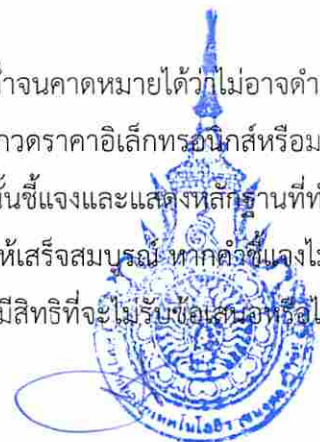 ต่ำจนคาดหมายได้ว่าไม่อาจดำ
กวดราคาอิเล็กทรอนิกส์หรือม
นั้นชี้แจงและแสดงหลักฐานที่ทำ
ห้เสร็จสมบูรณ์ หากคำชี้แจงไม
มีสิทธิที่จะไม่รับข้อเสนอหรือไ